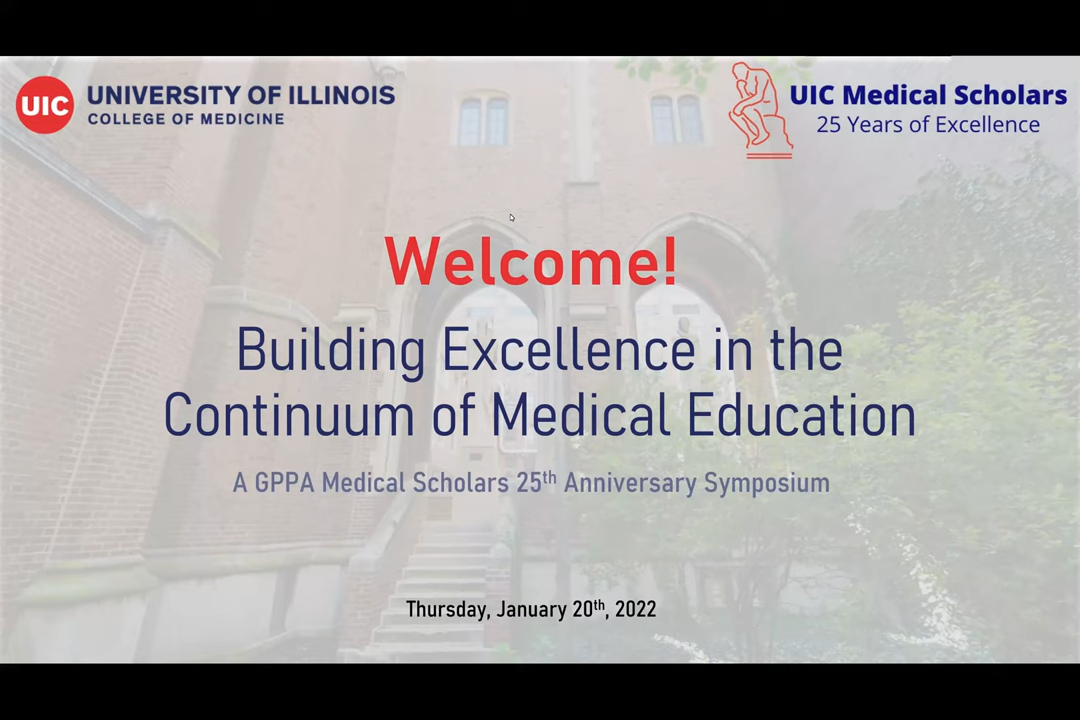 UIC
UNIVERSITY OF ILLINOIS
COLLEGE OF MEDICINE
UIC Medical Scholars
25 Years of Excellence
Welcome!
Building Excellence in the
Continuum of Medical Education
A GPPA Medical Scholars 25th Anniversary Symposium
Thursday, January 20th, 2022